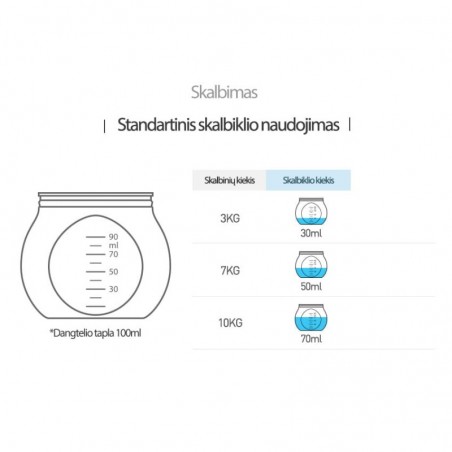 Skalbimas
Standartinis skalbiklio naudojimas
Skalbinių kiekis Skalbiklio kiekis
90
ml
70
50
30
*Dangtelio tapla 100ml
3KG
30ml
7KG
50ml
10KG
70ml